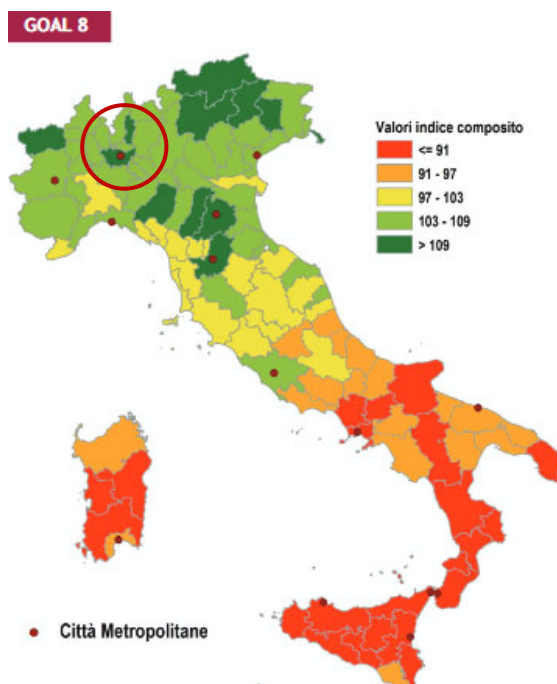 GOAL 8
Valori indice composito
<= 91
91 - 97
97 - 103
103 - 109
> 109
Città Metropolitane